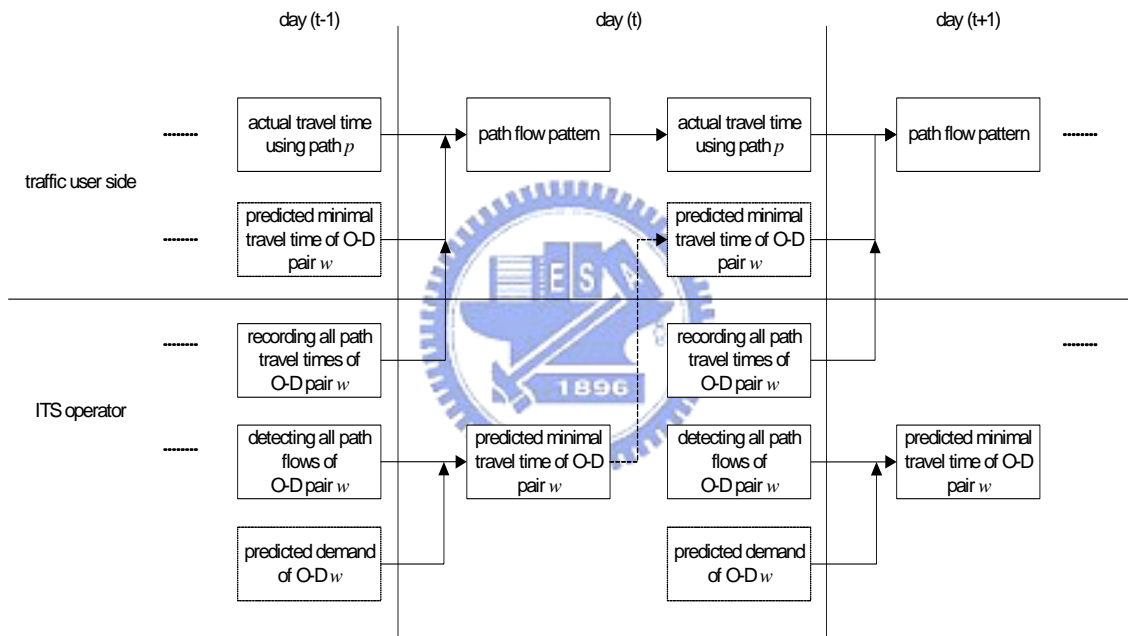 day (t-1)
day (t)
day (t+1)
actual travel time
using path p
path flow pattern
actual travel time
using path p
path flow pattern
traffic user side
predicted minimal
travel time of O-D
pair w
predicted minimal
travel time of O-D
pair w
E S A
recording all path
travel times of
O-D pair w
recording all path
travel times of
O-D pair w
1896
ITS operator
detecting all path
flows of
O-D pair w
predicted minimal
travel time of O-D
pair w
detecting all path
flows of
O-D pair w
predicted minimal
travel time of O-D
pair w
predicted demand
of O-D w
predicted demand
of O-D w